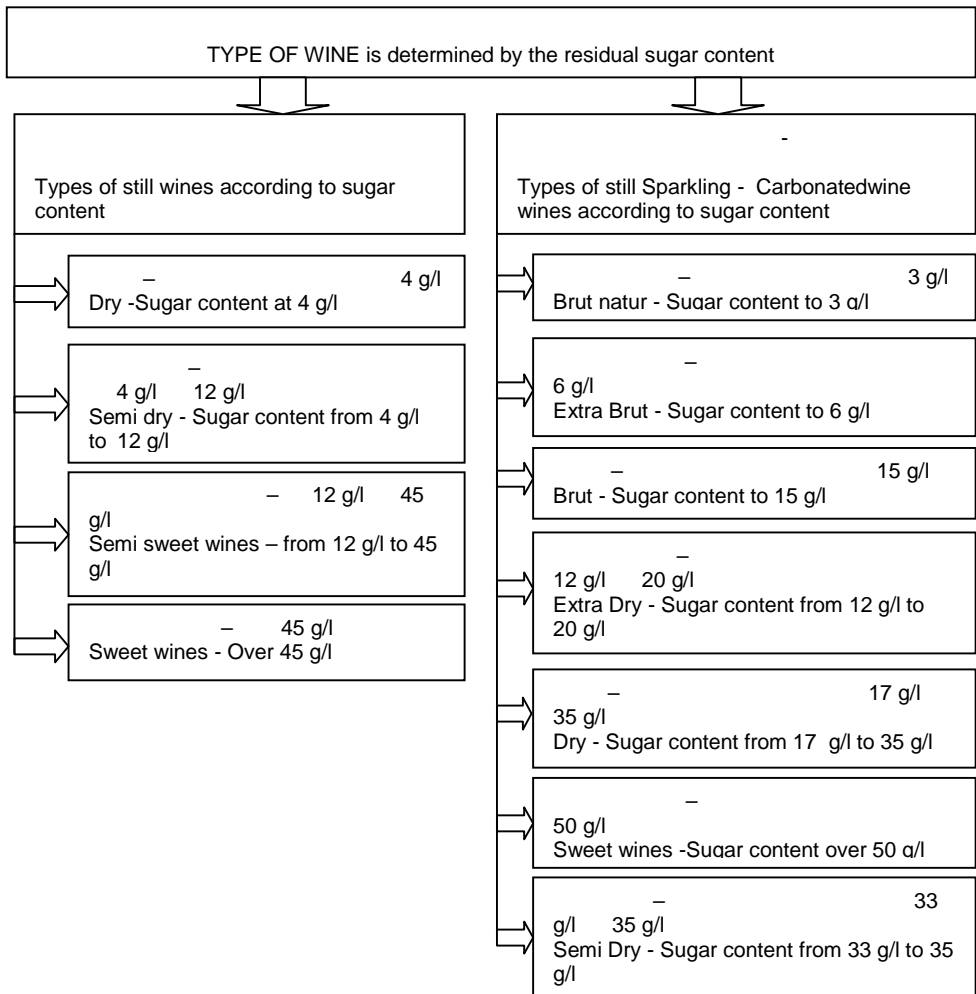 TYPE OF WINE is determined by the residual sugar content
-
Types of still wines according to sugar
content
– 4 g/l
Dry -Sugar content at 4 g/l
–
4 g/l 12 g/l
Semi dry - Sugar content from 4 g/l
to 12 g/l
– 12 g/l 45
g/l
Semi sweet wines – from 12 g/l to 45
g/l
– 45 g/l
Sweet wines - Over 45 g/l
Types of still Sparkling - Carbonatedwine
wines according to sugar content
– 3 g/l
Brut natur - Sugar content to 3 g/l
–
6 g/l
Extra Brut - Sugar content to 6 g/l
– 15 g/l
Brut - Sugar content to 15 g/l
–
12 g/l 20 g/l
Extra Dry - Sugar content from 12 g/l to
20 g/l
– 17 g/l
35 g/l
Dry - Sugar content from 17 g/l to 35 g/l
–
50 g/l
Sweet wines -Sugar content over 50 g/l
– 33
g/l 35 g/l
Semi Dry - Sugar content from 33 g/l to 35
g/l